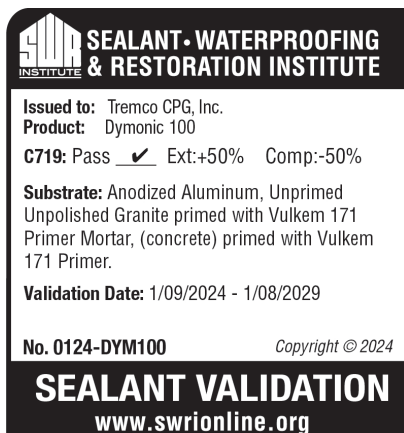 SWR
INSTITUTE
SEALANT • WATERPROOFING
& RESTORATION INSTITUTE
Issued to: Tremco CPG, Inc.
Product: Dymonic 100
C719: Pass ✔ Ext:+50% Comp:-50%
Substrate: Anodized Aluminum, Unprimed
Unpolished Granite primed with Vulkem 171
Primer Mortar, (concrete) primed with Vulkem
171 Primer.
Validation Date: 1/09/2024 - 1/08/2029
No. 0124-DYM100 Copyright © 2024
SEALANT VALIDATION
www.swrionline.org